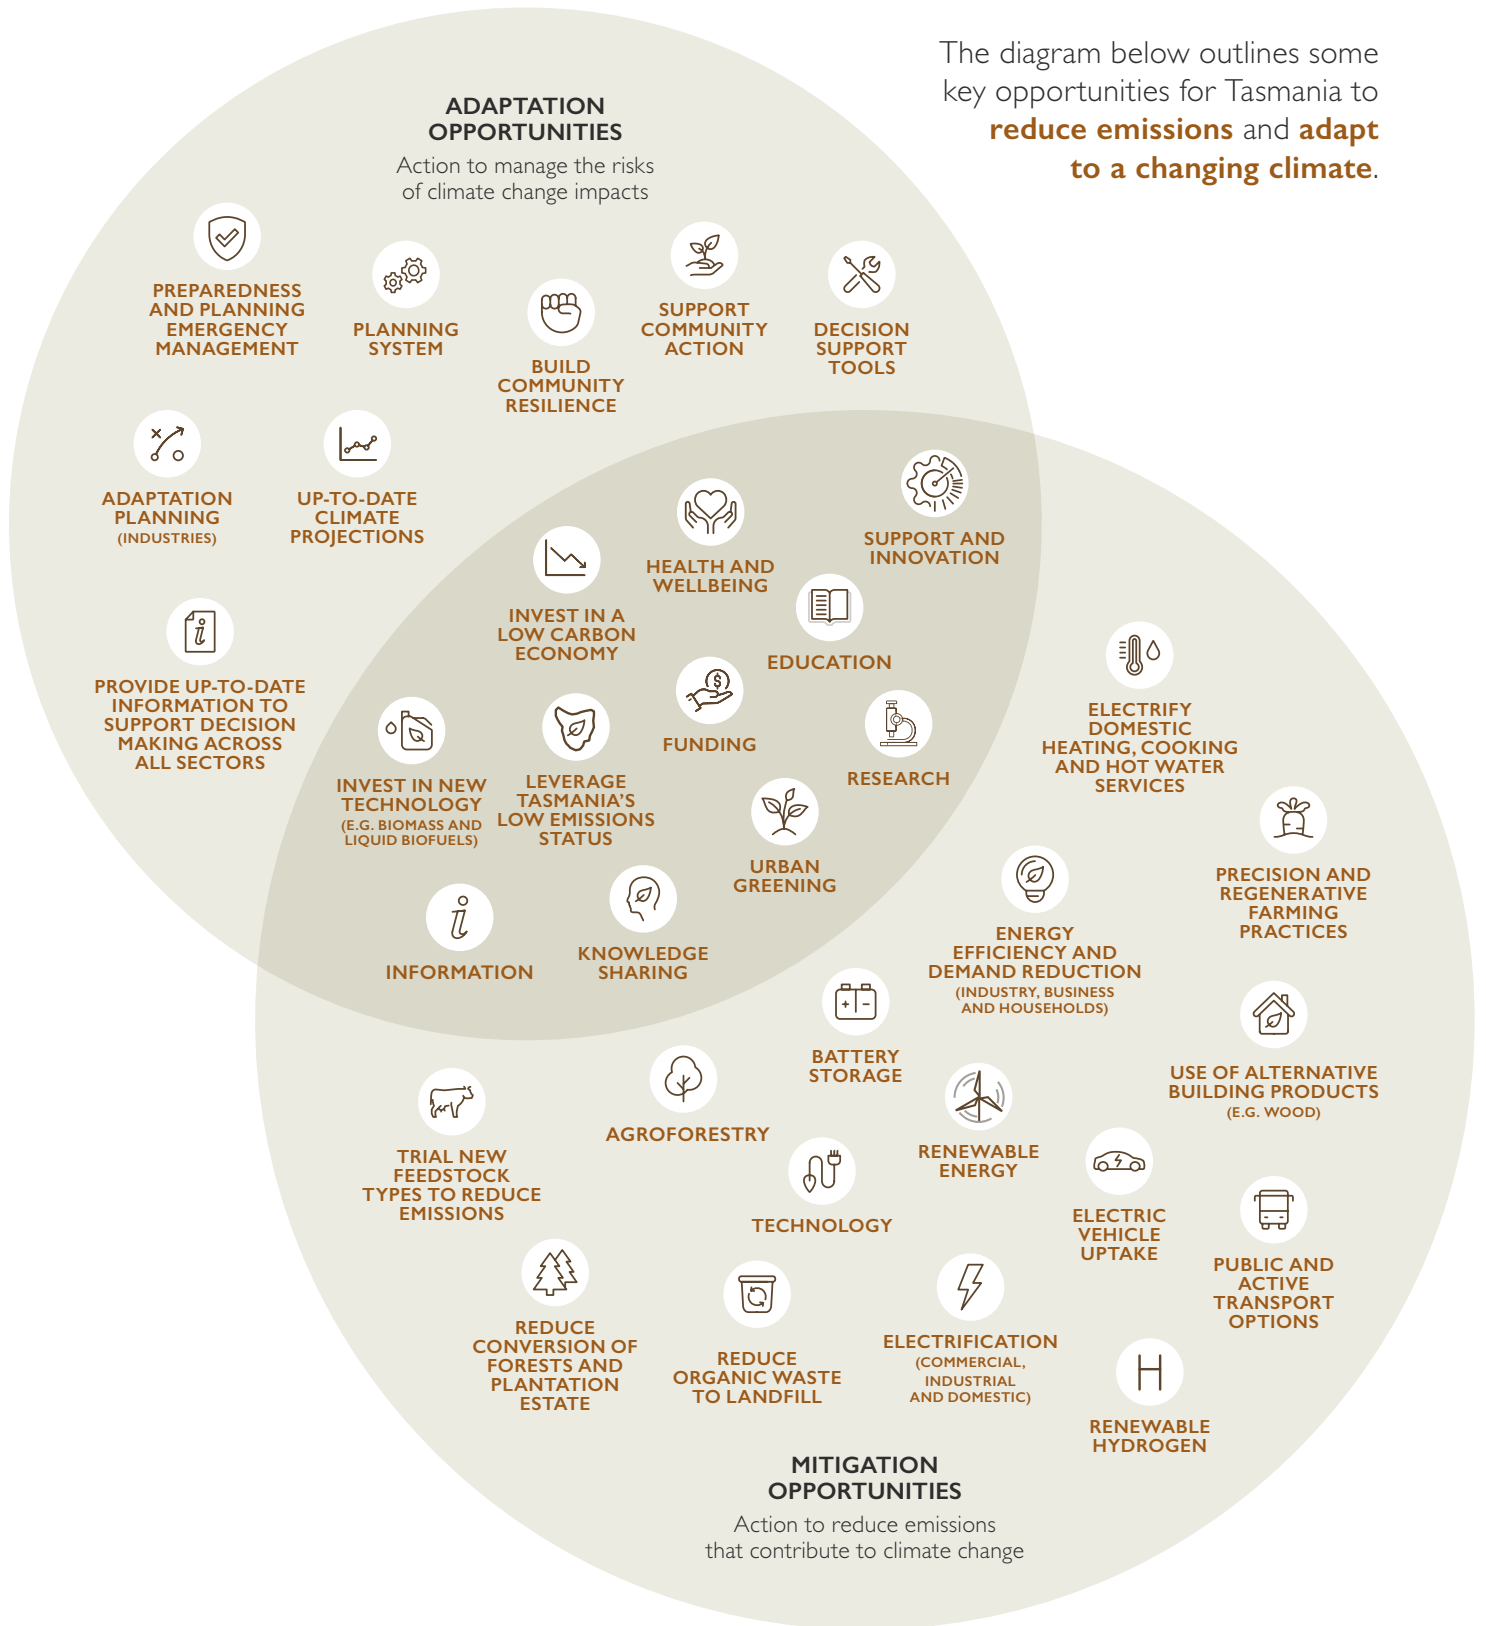 The diagram below outlines some
key opportunities for Tasmania to
reduce emissions and adapt
to a changing climate.
ADAPTATION
OPPORTUNITIES
Action to manage the risks
of climate change impacts
PREPAREDNESS
AND PLANNING
EMERGENCY
MANAGEMENT
PLANNING
SYSTEM
BUILD
COMMUNITY
RESILIENCE
SUPPORT
COMMUNITY
ACTION
DECISION
SUPPORT
TOOLS
ADAPTATION
PLANNING
(INDUSTRIES)
UP-TO-DATE
CLIMATE
PROJECTIONS
PROVIDE UP-TO-DATE
INFORMATION TO
SUPPORT DECISION
MAKING ACROSS
ALL SECTORS
INVEST IN A
LOW CARBON
ECONOMY
HEALTH AND
WELLBEING
SUPPORT AND
INNOVATION
EDUCATION
FUNDING
RESEARCH
INVEST IN NEW
TECHNOLOGY
(E.G. BIOMASS AND
LIQUID BIOFUELS)
LEVERAGE
TASMANIA'S
LOW EMISSIONS
STATUS
URBAN
GREENING
INFORMATION
KNOWLEDGE
SHARING
ELECTRIFY
DOMESTIC
HEATING, COOKING
AND HOT WATER
SERVICES
PRECISION AND
REGENERATIVE
FARMING
PRACTICES
ENERGY
EFFICIENCY AND
DEMAND REDUCTION
(INDUSTRY, BUSINESS
AND HOUSEHOLDS)
BATTERY
STORAGE
USE OF ALTERNATIVE
BUILDING PRODUCTS
(E.G. WOOD)
AGROFORESTRY
RENEWABLE
ENERGY
TRIAL NEW
FEEDSTOCK
TYPES TO REDUCE
EMISSIONS
TECHNOLOGY
ELECTRIC
VEHICLE
UPTAKE
PUBLIC AND
ACTIVE
TRANSPORT
OPTIONS
REDUCE
CONVERSION OF
FORESTS AND
PLANTATION
ESTATE
REDUCE
ORGANIC WASTE
TO LANDFILL
ELECTRIFICATION
(COMMERCIAL,
INDUSTRIAL
AND DOMESTIC)
H
RENEWABLE
HYDROGEN
MITIGATION
OPPORTUNITIES
Action to reduce emissions
that contribute to climate change